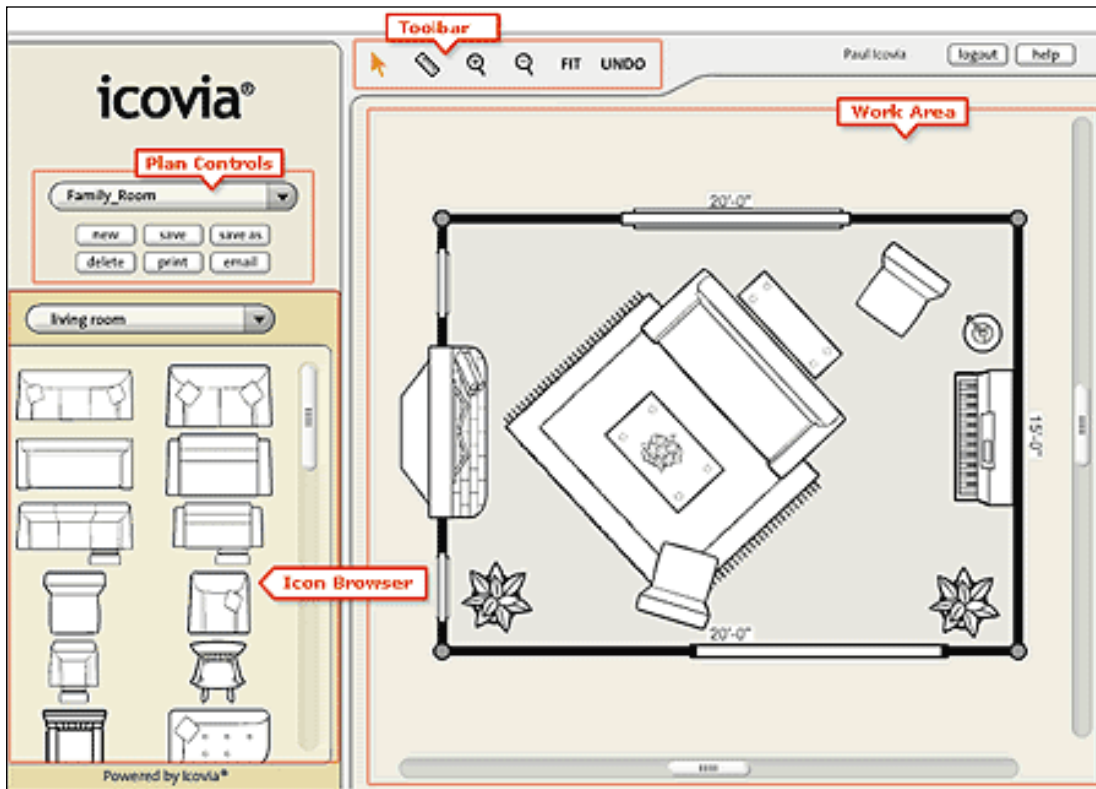 Toolbar
FIT UNDO
Paul Icovia
logout
help
icovia®
Plan Controls
Family_Room
new save save as
delete print email
living room
Icon Browser
Powered by Icovia®
Work Area
20'-0"
15'-0"
20'-0"